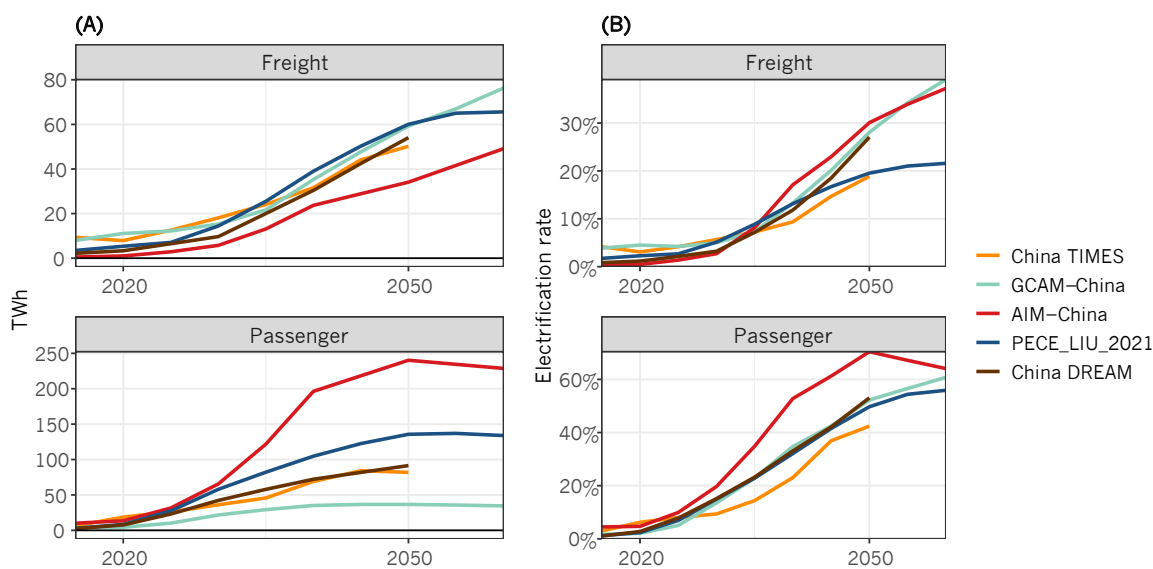 (A)
Freight
80
60
40
20
0
2020
2050
TWh
Passenger
250
200
150
100
50
0
2020
2050
(B)
Freight
30%
20%
10%
0%
2020
2050
Electrification rate
Passenger
60%
40%
20%
0%
2020
2050
China TIMES
GCAM–China
AIM–China
PECE_LIU_2021
China DREAM